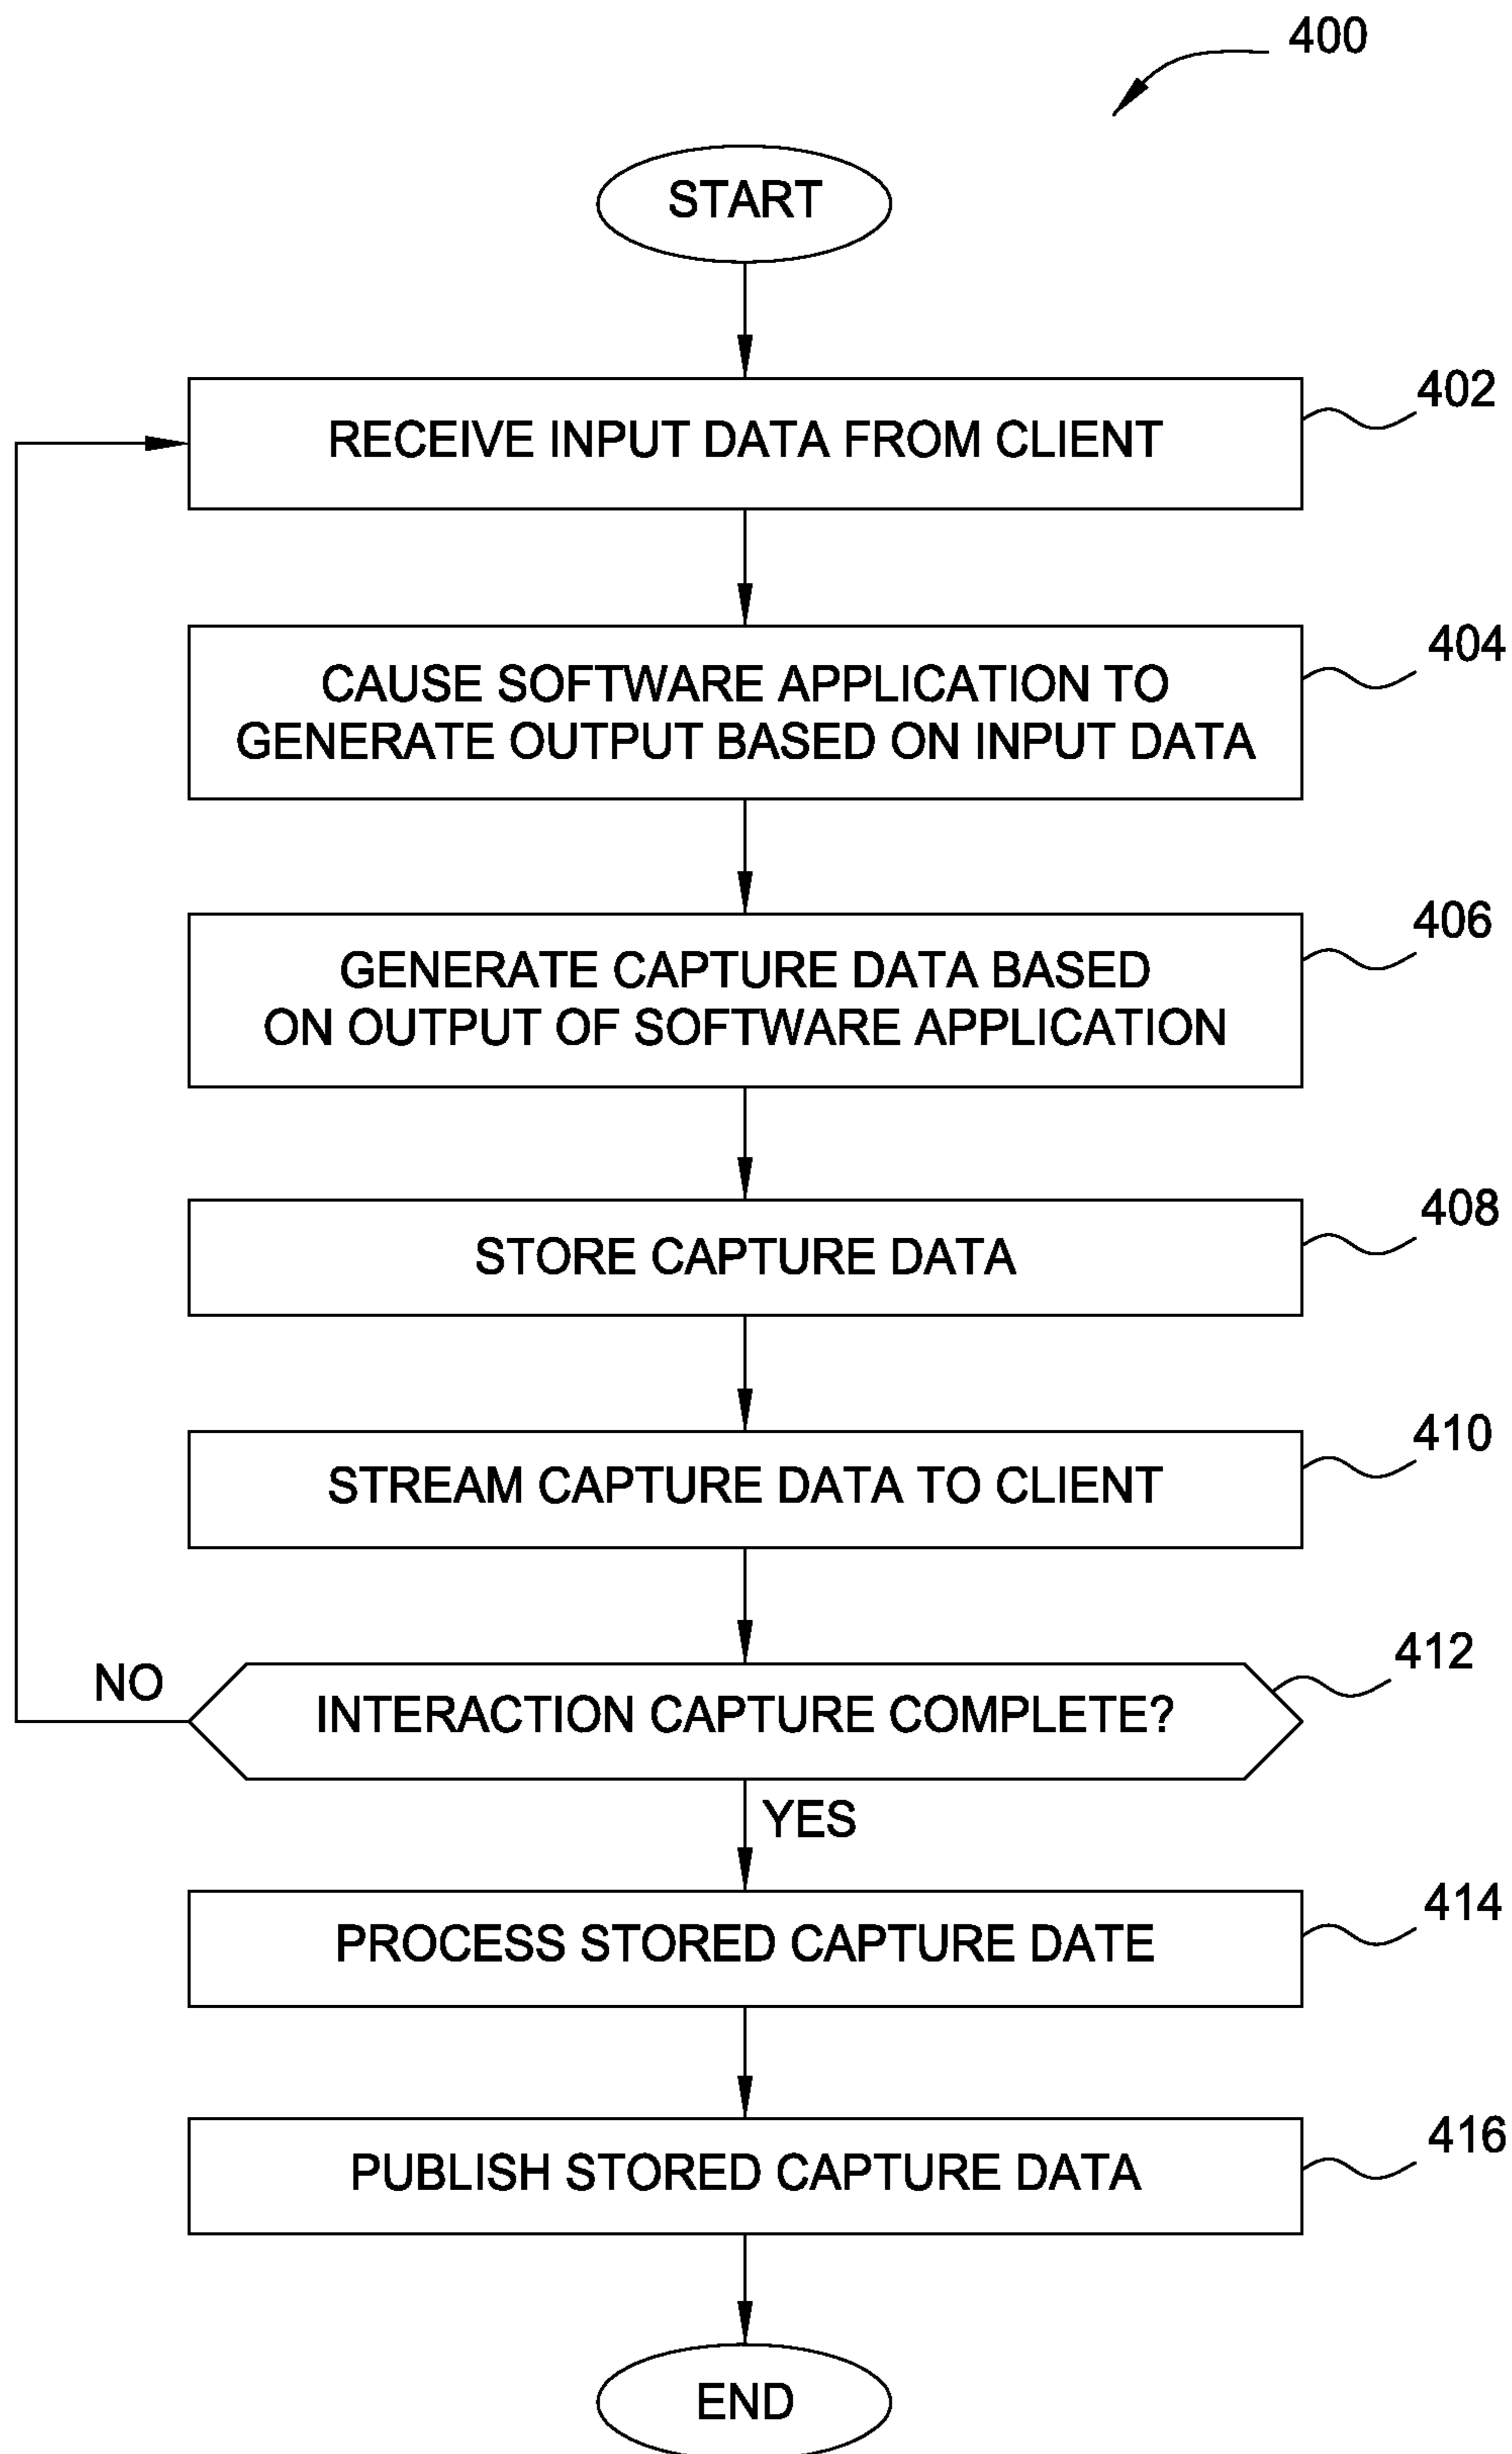 400
START
402
RECEIVE INPUT DATA FROM CLIENT
404
CAUSE SOFTWARE APPLICATION TO
GENERATE OUTPUT BASED ON INPUT DATA
406
GENERATE CAPTURE DATA BASED
ON OUTPUT OF SOFTWARE APPLICATION
408
STORE CAPTURE DATA
410
STREAM CAPTURE DATA TO CLIENT
412
NO
INTERACTION CAPTURE COMPLETE?
YES
414
PROCESS STORED CAPTURE DATE
416
PUBLISH STORED CAPTURE DATA
END